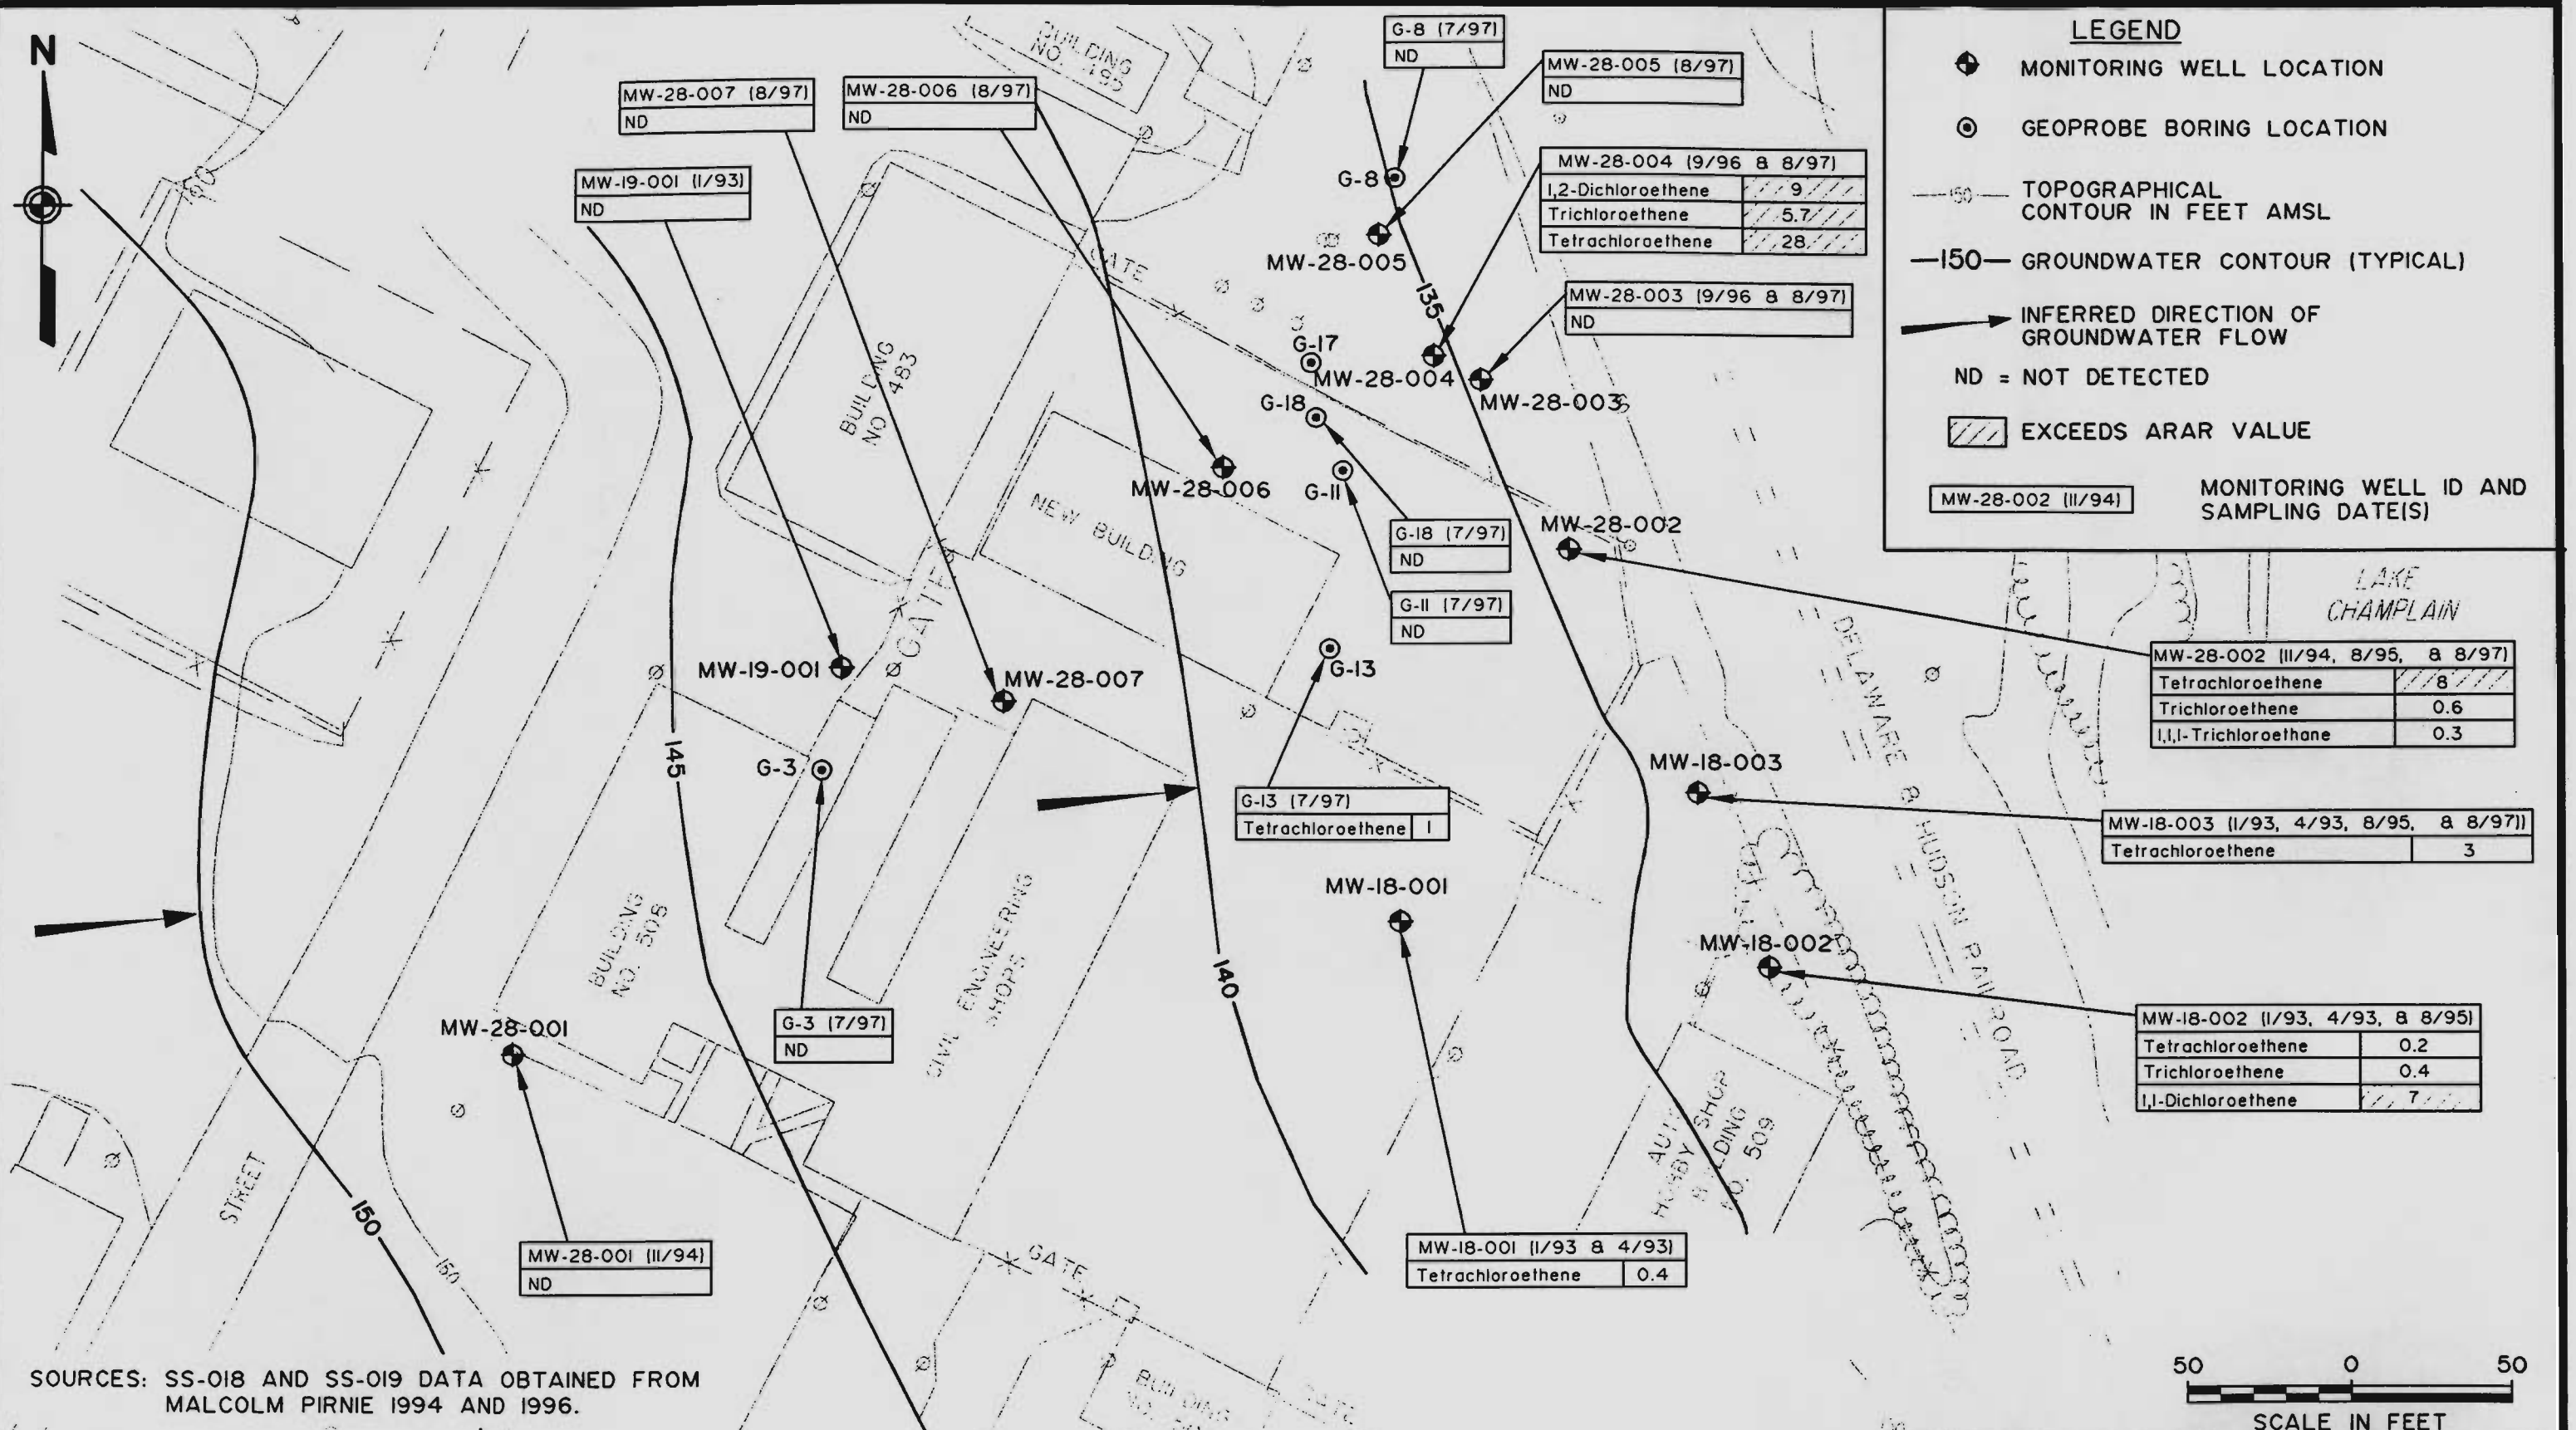 N
BUILDING
NO.
G-8 (7/97)
ND
MW-28-005 (8/97)
ND
MW-28-007 (8/97)
ND
MW-28-006 (8/97)
ND
MW-28-004 (9/96 & 8/97)
1,2-Dichloroethene 9
Trichloroethene 5.7
Tetrachloroethene 28
MW-19-001 (1/93)
ND
G-8
MW-28-005
GATE
135
MW-28-003 (9/96 & 8/97)
ND
G-17
MW-28-004
MW-28-003
G-18
BUILDING
NO. 483
MW-28-006
G-11
NEW BUILDING
G-18 (7/97)
ND
MW-28-002
G-11 (7/97)
ND
GATE
MW-19-001
MW-28-007
G-13
145
G-3
G-13 (7/97)
Tetrachloroethene 1
MW-18-003
MW-18-001
MW-18-002
BUILDING
NO. 508
CIVIL ENGINEERING
SHOPS
140
MW-28-001
G-3 (7/97)
ND
STREET
150
150
MW-28-001 (11/94)
ND
GATE
MW-18-001 (1/93 & 4/93)
Tetrachloroethene 0.4
SHOP
509
BUILDING
DELAWARE & HUDSON RAILROAD
LAKE
CHAMPLAIN
MW-28-002 (11/94, 8/95, & 8/97)
Tetrachloroethene 8
Trichloroethene 0.6
1,1,1-Trichloroethane 0.3
MW-18-003 (1/93, 4/93, 8/95, & 8/97))
Tetrachloroethene 3
MW-18-002 (1/93, 4/93, & 8/95)
Tetrachloroethene 0.2
Trichloroethene 0.4
1,1-Dichloroethene 7
LEGEND
MONITORING WELL LOCATION
GEOPROBE BORING LOCATION
150 TOPOGRAPHICAL
CONTOUR IN FEET AMSL
—150— GROUNDWATER CONTOUR (TYPICAL)
INFERRED DIRECTION OF
GROUNDWATER FLOW
ND = NOT DETECTED
EXCEEDS ARAR VALUE
MW-28-002 (11/94) MONITORING WELL ID AND
SAMPLING DATE(S)
SOURCES: SS-018 AND SS-019 DATA OBTAINED FROM
MALCOLM PIRNIE 1994 AND 1996.
50 0 50
SCALE IN FEET